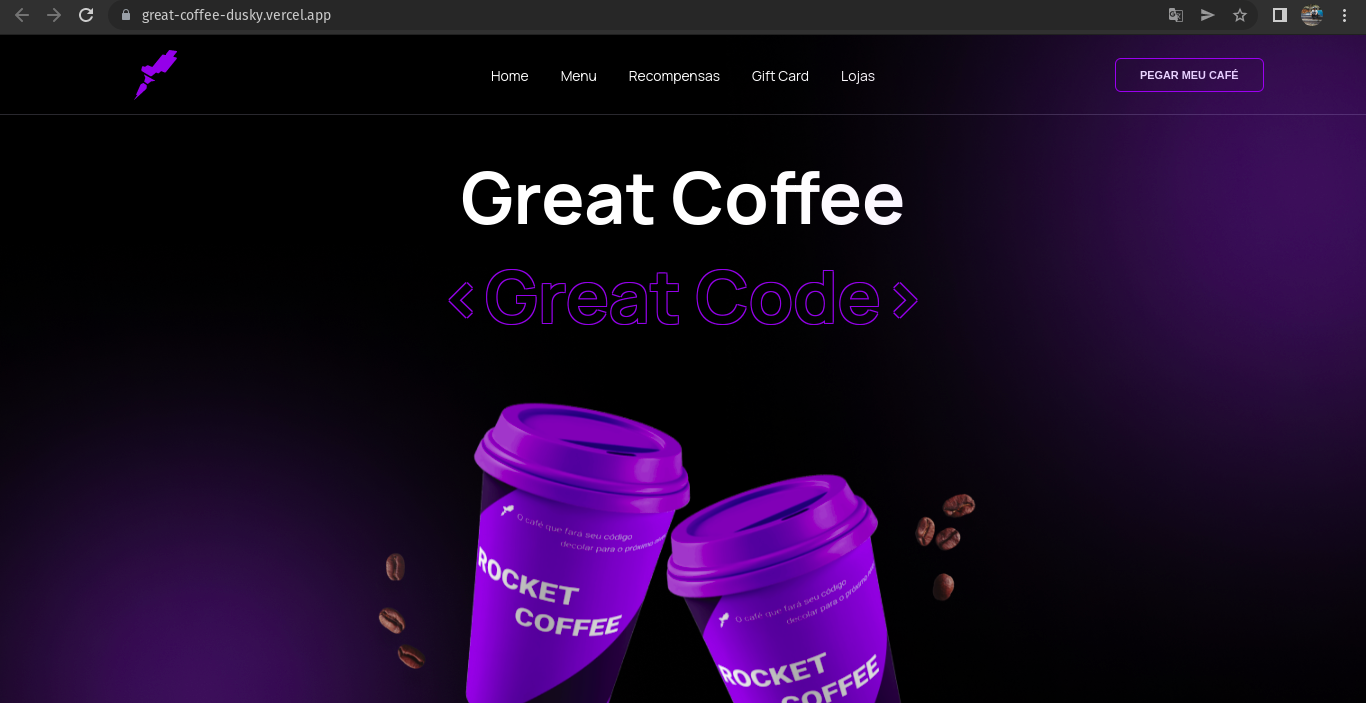 great-coffee-dusky.vercel.app
Home Menu Recompensas Gift Card Lojas
PEGAR MEU CAFÉ
Great Coffee
<Great Code>
O café que fará seu código
decolar para o próximo nível
ROCKET
COFFEE
O café que fará seu código
decolar para o próximo nível
ROCKET
COFFEE